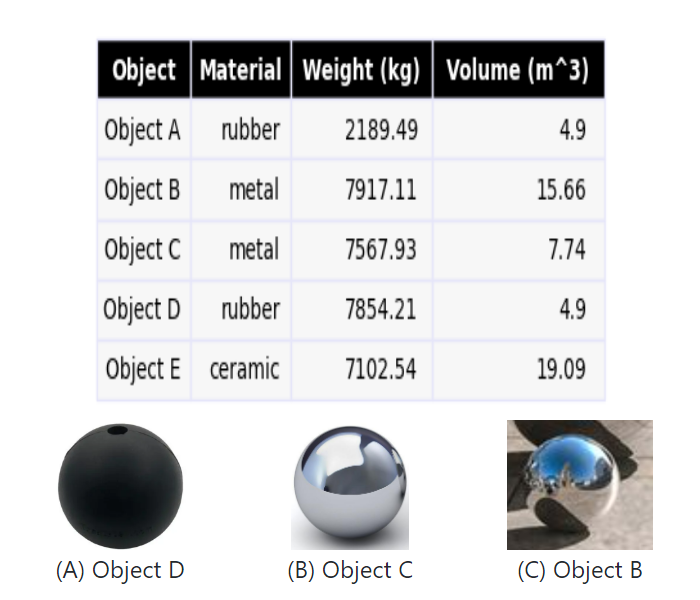 Object Material Weight (kg) Volume (m^3)
Object A rubber 2189.49 4.9
Object B metal 7917.11 15.66
Object C metal 7567.93 7.74
Object D rubber 7854.21 4.9
Object E ceramic 7102.54 19.09
(A) Object D (B) Object C (C) Object B